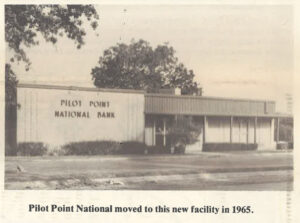 PILOT POINT
NATIONAL BANK
Pilot Point National moved to this new facility in 1965.